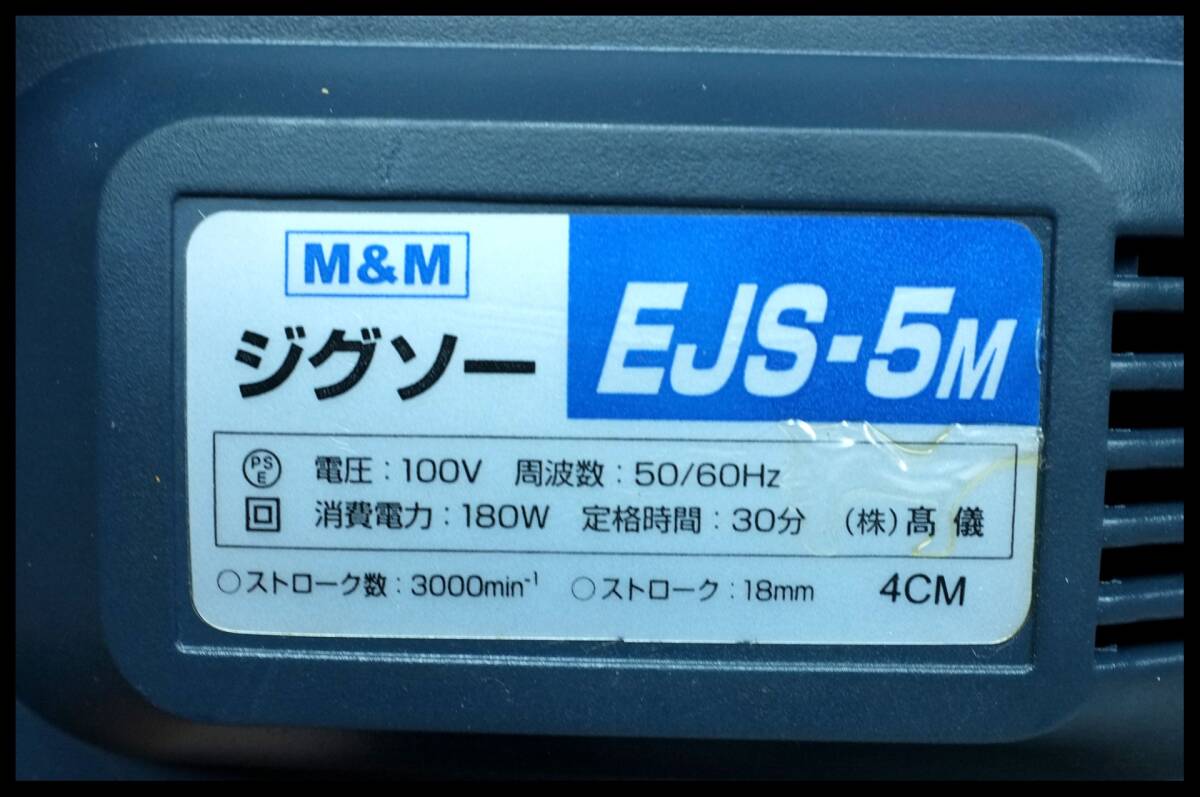 M&M
ジグソー
EJS-5M
PSE 電圧:100V 周波数:50/60Hz
消費電力:180W 定格時間:30分 (株)髙儀
○ストローク数:3000min⁻¹ ○ストローク:18mm 4CM